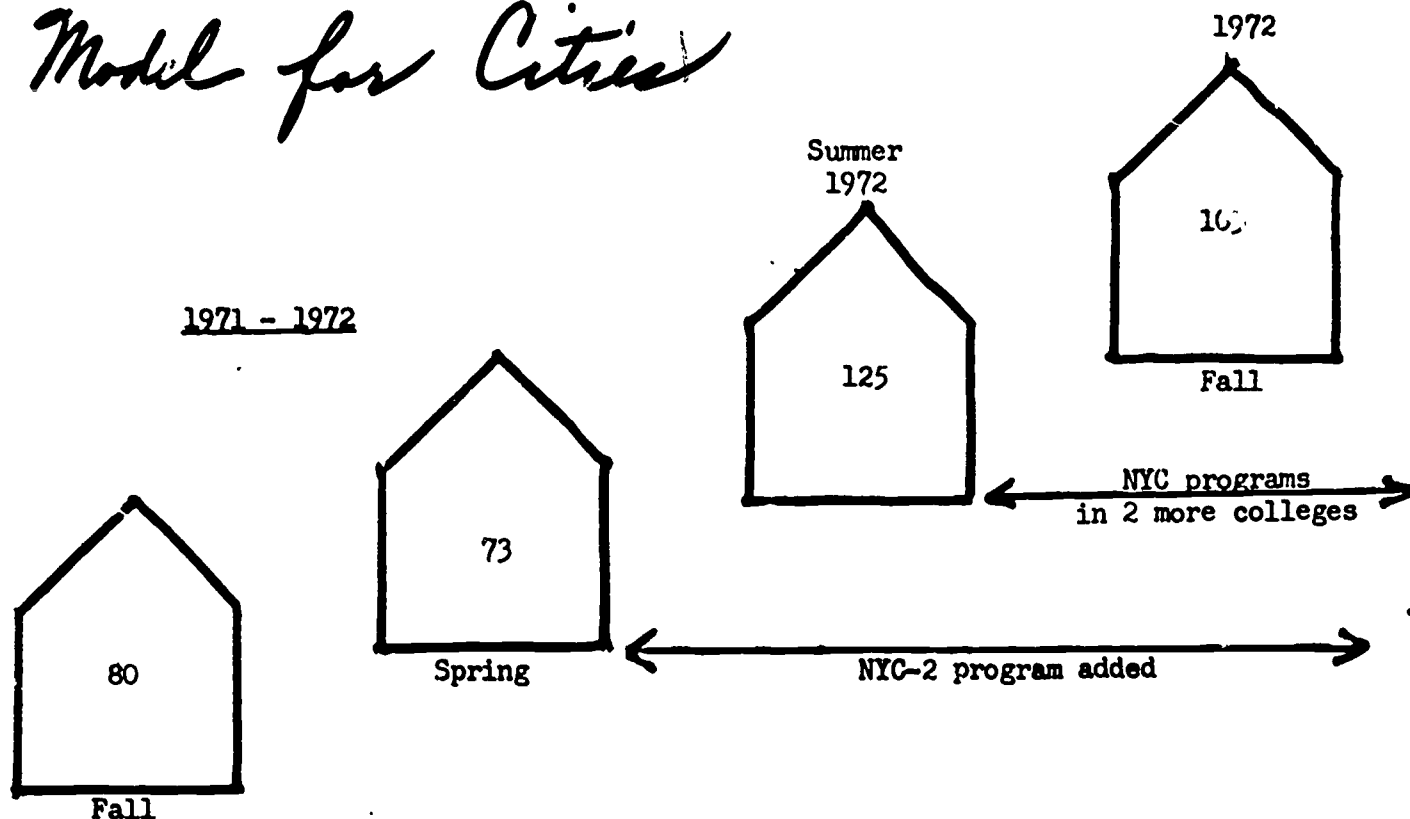 Model for Cities
1972
Summer
1972
1971 - 1972
125
Fall
NYC programs
in 2 more colleges
73
Spring
NYC-2 program added
80
Fall